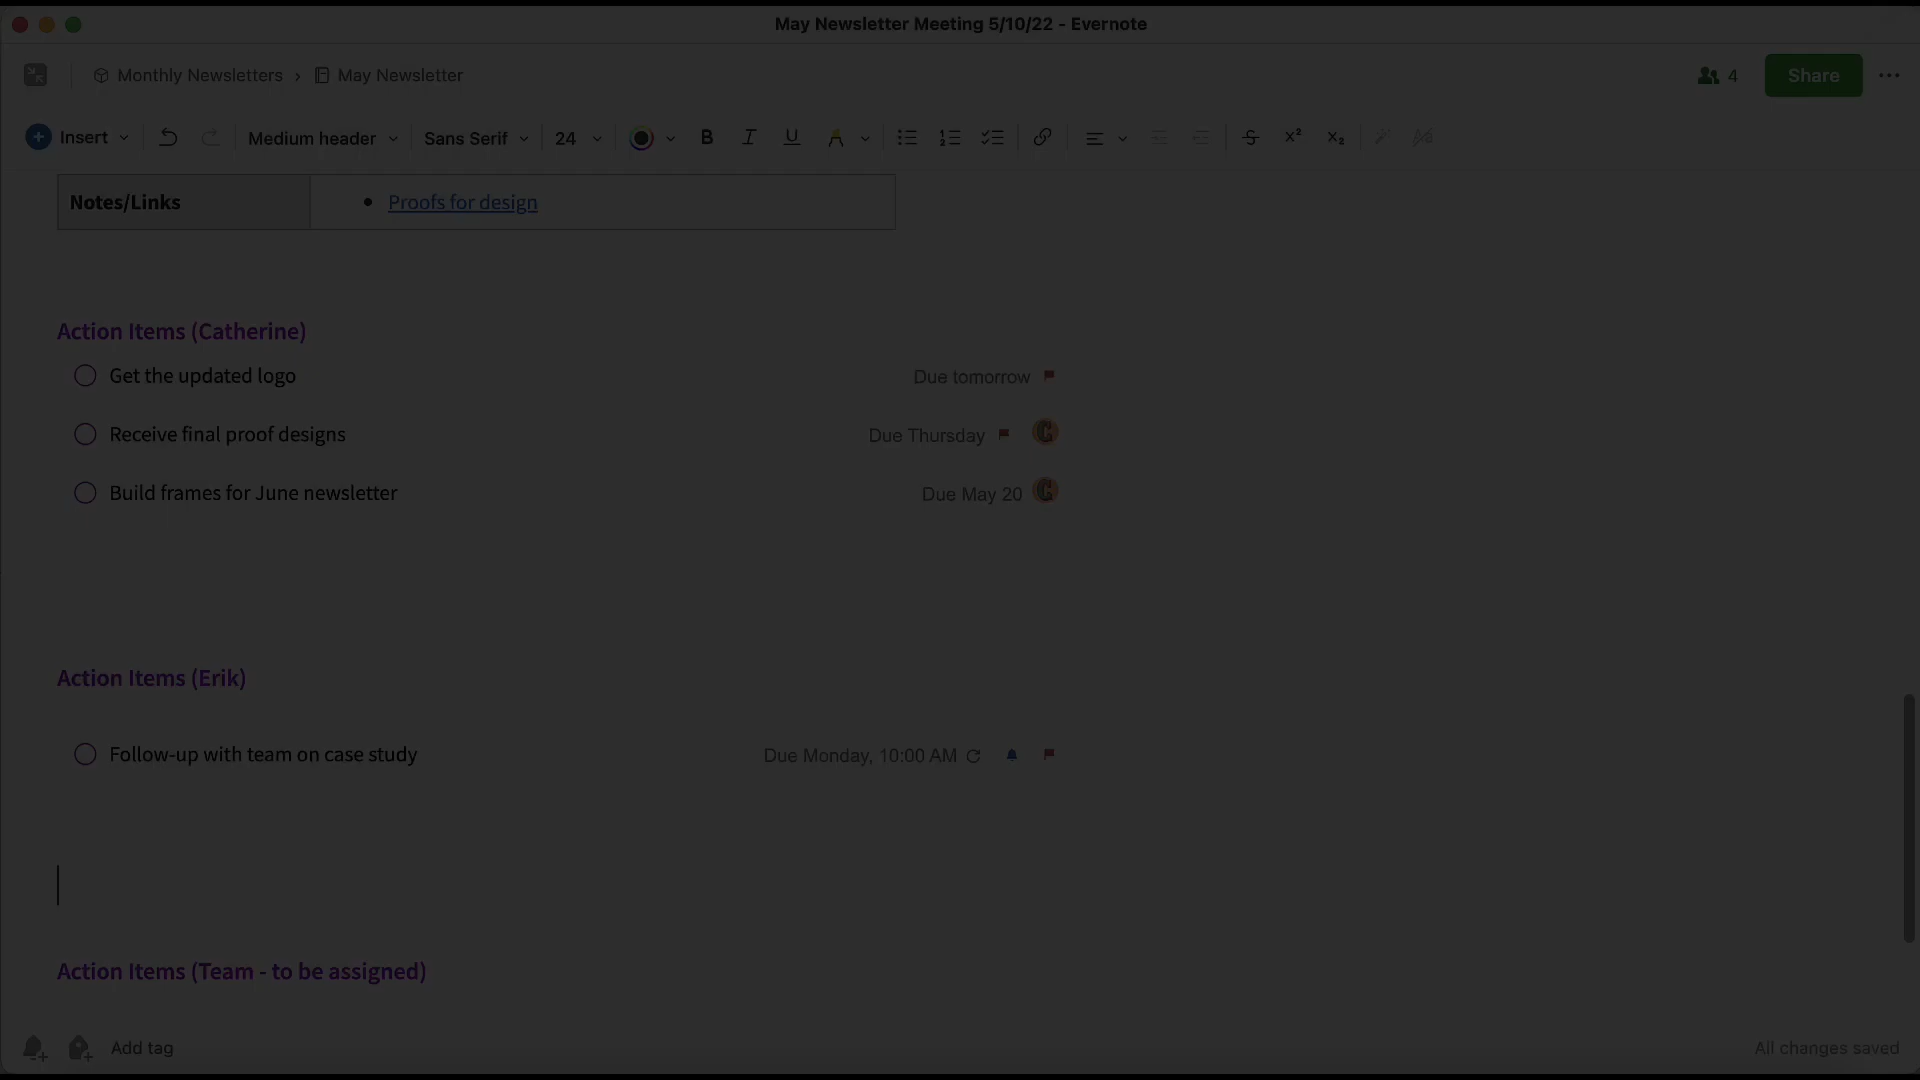 May Newsletter Meeting 5/10/22 - Evernote
Monthly Newsletters › May Newsletter
4
Share
Insert
Medium header
Sans Serif
24
B I U
x² x₂
Notes/Links
• Proofs for design
Action Items (Catherine)
Get the updated logo Due tomorrow
Receive final proof designs Due Thursday C
Build frames for June newsletter Due May 20 C
Action Items (Erik)
Follow-up with team on case study Due Monday, 10:00 AM
Action Items (Team - to be assigned)
Add tag
All changes saved